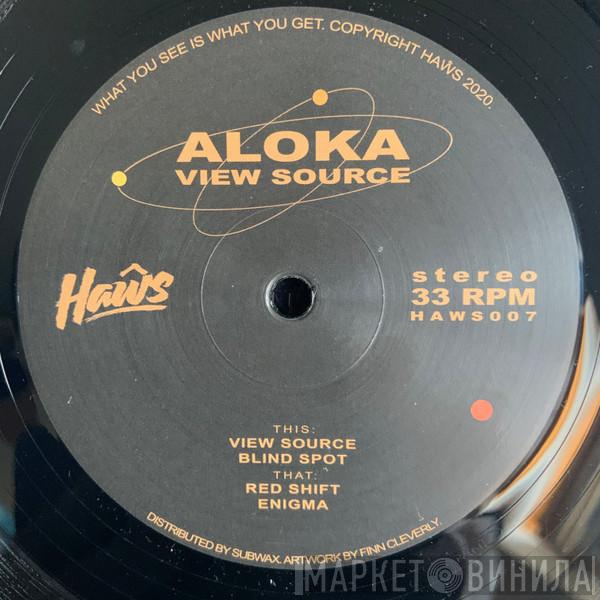 WHAT YOU SEE IS WHAT YOU GET. COPYRIGHT HAŴS 2020.
ALOKA
VIEW SOURCE
Haŵs
stereo
33 RPM
HAWS007
THIS:
VIEW SOURCE
BLIND SPOT
THAT:
RED SHIFT
ENIGMA
DISTRIBUTED BY SUBWAX. ARTWORK BY FINN CLEVERLY.
МАРКЕТ ВИНИЛА